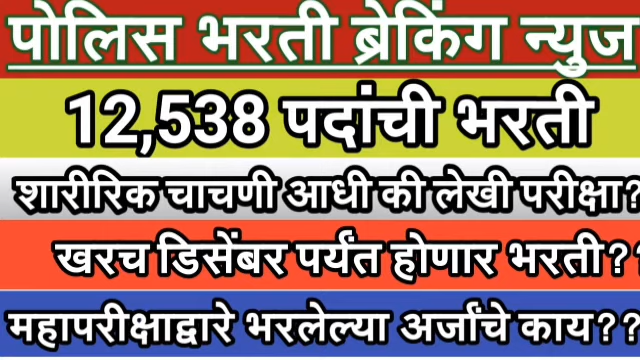 पोलिस भरती ब्रेकिंग न्युज
12,538 पदांची भरती
शारीरिक चाचणी आधी की लेखी परीक्षा?
खरच डिसेंबर पर्यंत होणार भरती??
महापरीक्षाद्वारे भरलेल्या अर्जांचे काय??